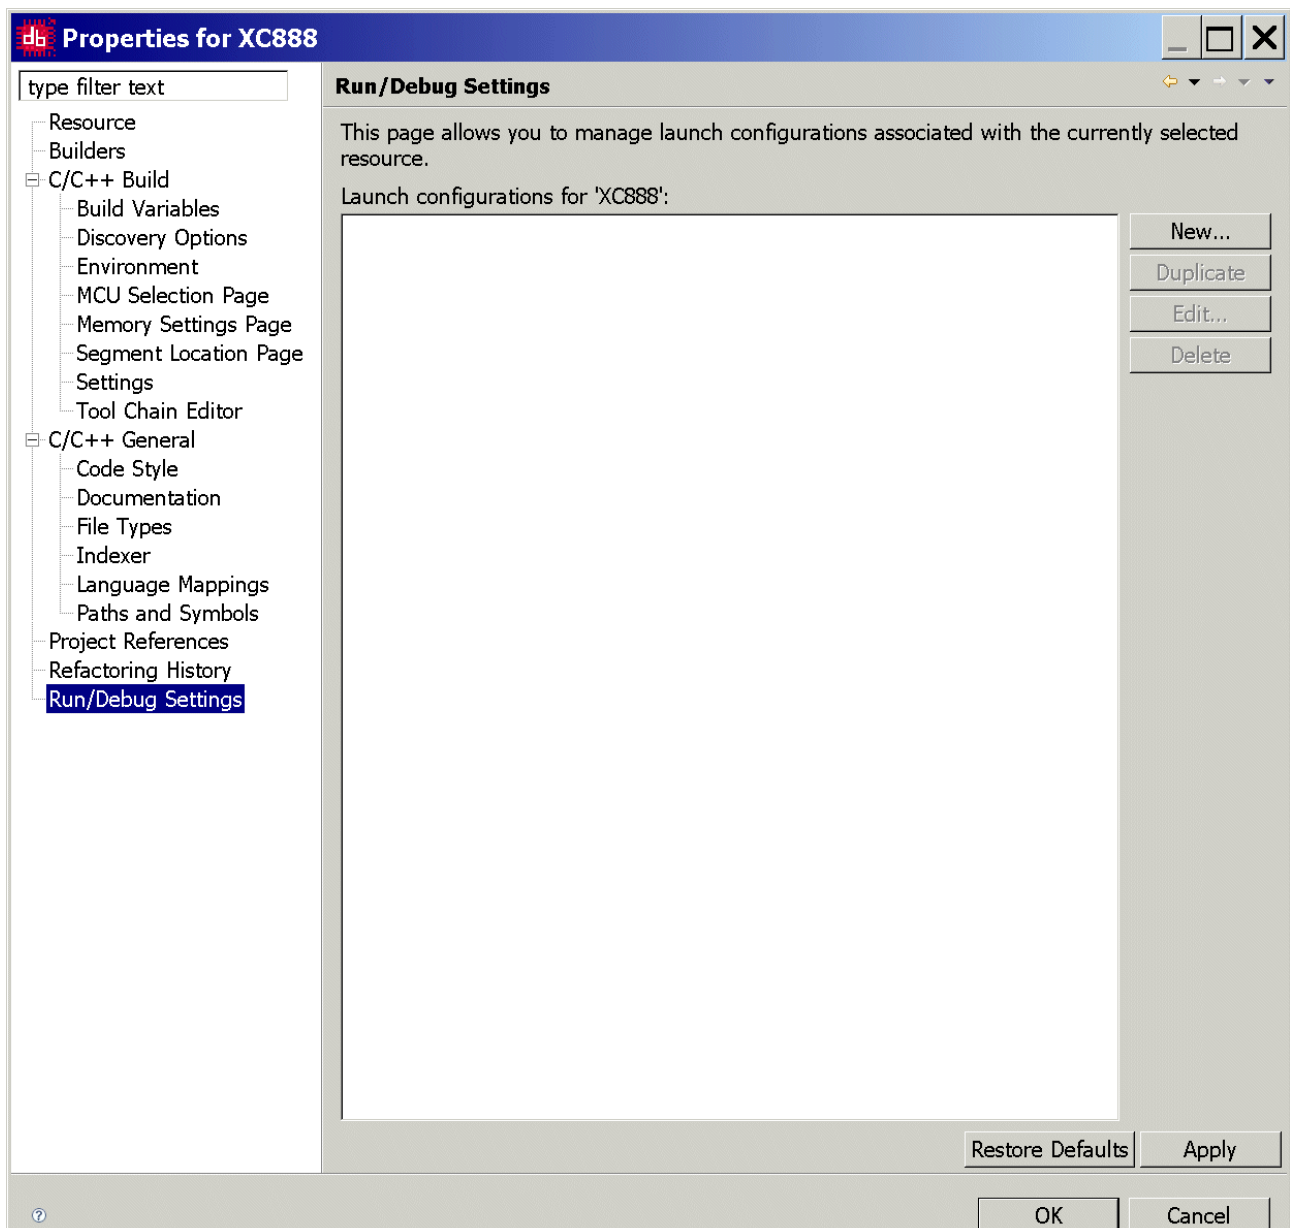 db Properties for XC888
type filter text
Resource
Builders
C/C++ Build
Build Variables
Discovery Options
Environment
MCU Selection Page
Memory Settings Page
Segment Location Page
Settings
Tool Chain Editor
C/C++ General
Code Style
Documentation
File Types
Indexer
Language Mappings
Paths and Symbols
Project References
Refactoring History
Run/Debug Settings
Run/Debug Settings
This page allows you to manage launch configurations associated with the currently selected
resource.
Launch configurations for 'XC888':
New...
Duplicate
Edit...
Delete
Restore Defaults
Apply
?
OK
Cancel